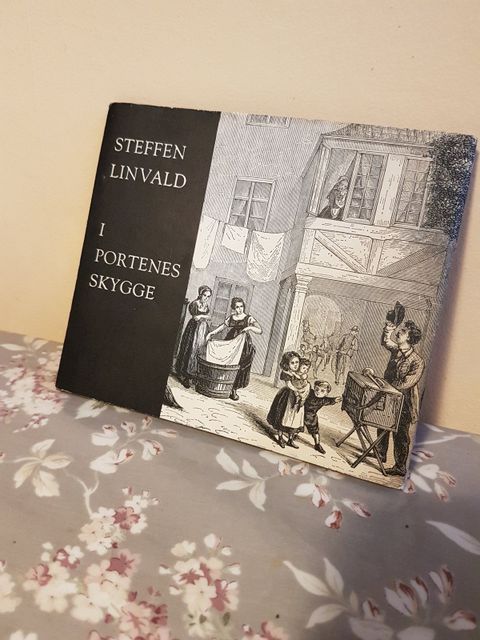 STEFFEN
LINVALD
I
PORTENES
SKYGGE